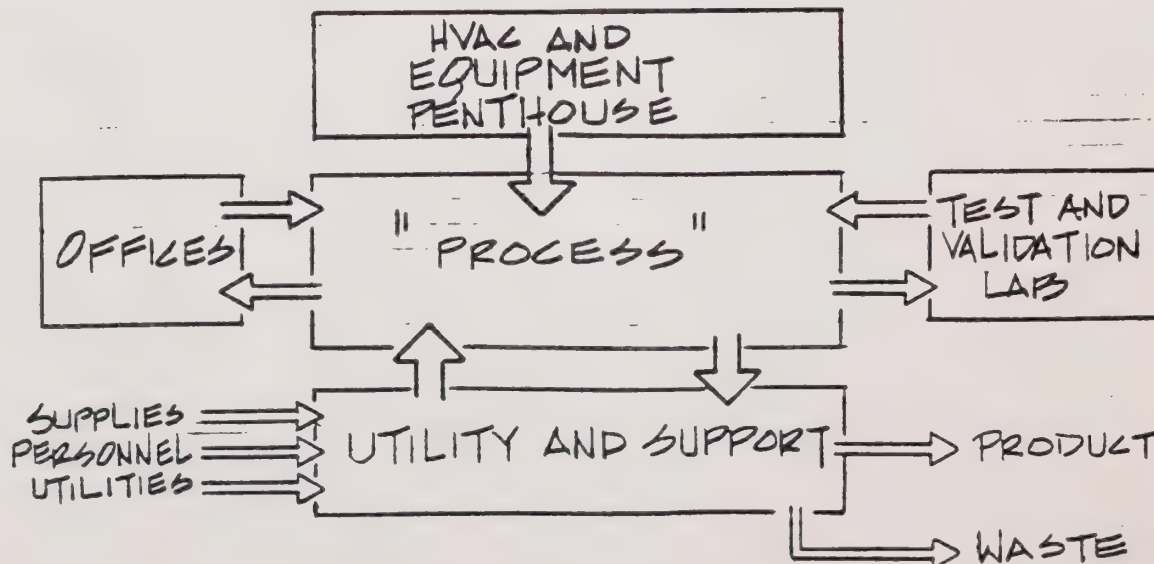 HVAC AND
EQUIPMENT
PENTHOUSE
OFFICES
"PROCESS"
TEST AND
VALIDATION
LAB
SUPPLIES
PERSONNEL
UTILITIES
UTILITY AND SUPPORT
PRODUCT
WASTE